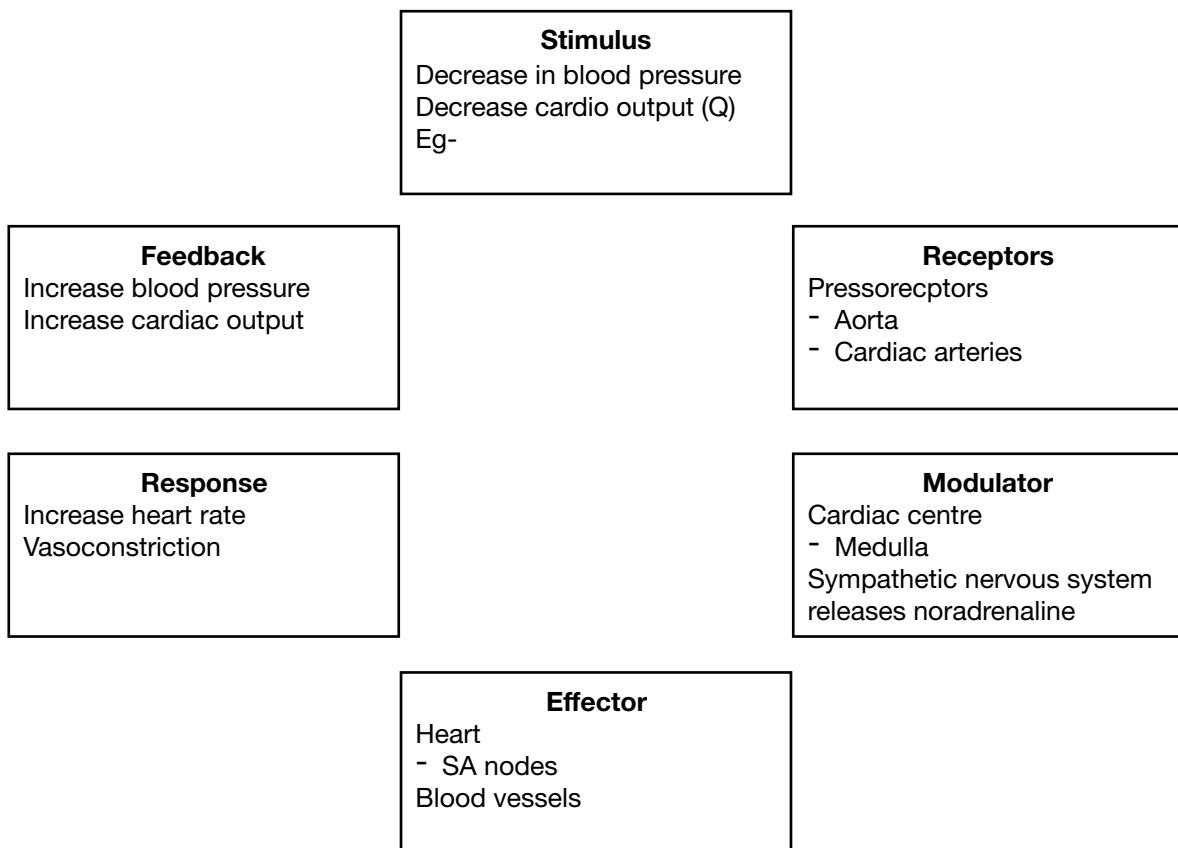 Stimulus
Decrease in blood pressure
Decrease cardio output (Q)
Eg-
Feedback
Increase blood pressure
Increase cardiac output
Receptors
Pressorecptors
- Aorta
- Cardiac arteries
Response
Increase heart rate
Vasoconstriction
Modulator
Cardiac centre
- Medulla
Sympathetic nervous system
releases noradrenaline
Effector
Heart
- SA nodes
Blood vessels